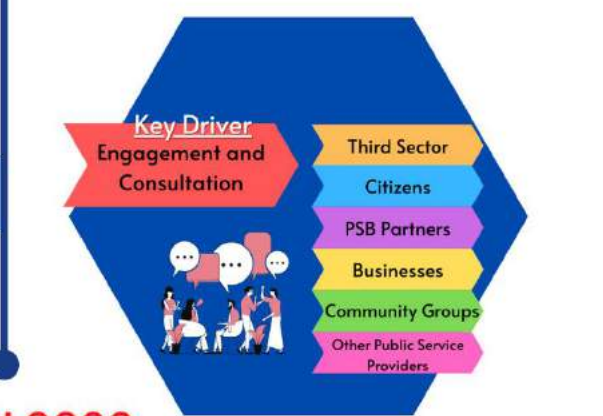 Key Driver
Engagement and
Consultation
Third Sector
Citizens
PSB Partners
Businesses
Community Groups
Other Public Service
Providers